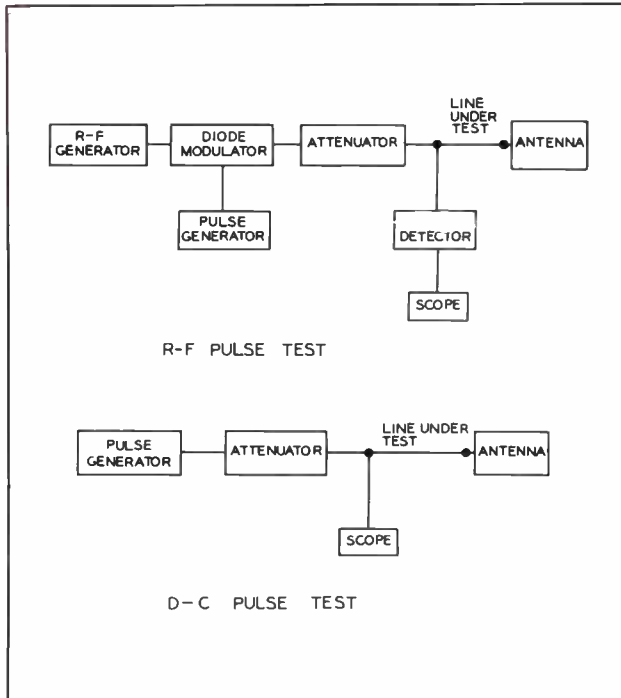 R-F
GENERATOR
DIODE
MODULATOR
ATTENUATOR
LINE
UNDER
TEST
ANTENNA
PULSE
GENERATOR
DETECTOR
SCOPE
R-F PULSE TEST
PULSE
GENERATOR
ATTENUATOR
LINE UNDER
TEST
ANTENNA
SCOPE
D-C PULSE TEST